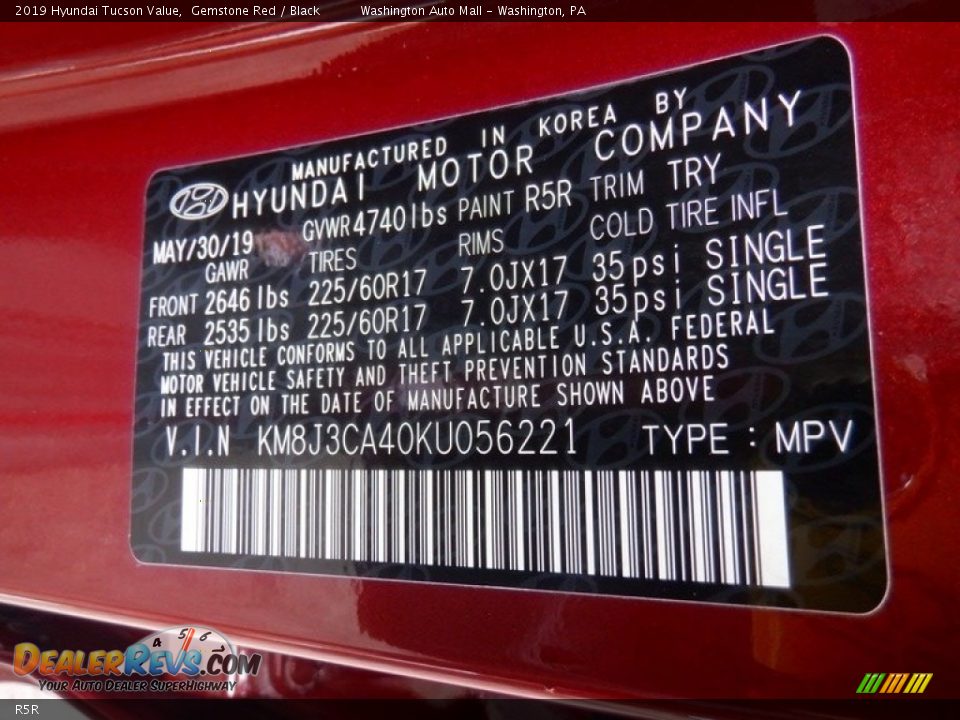 2019 Hyundai Tucson Value, Gemstone Red / Black Washington Auto Mall - Washington, PA
MANUFACTURED IN KOREA BY
HYUNDAI MOTOR COMPANY
MAY/30/19 GVWR 4740 lbs PAINT R5R TRIM TRY
GAWR TIRES RIMS COLD TIRE INFL
FRONT 2646 lbs 225/60R17 7.0JX17 35psi SINGLE
REAR 2535 lbs 225/60R17 7.0JX17 35psi SINGLE
THIS VEHICLE CONFORMS TO ALL APPLICABLE U.S.A. FEDERAL
MOTOR VEHICLE SAFETY AND THEFT PREVENTION STANDARDS
IN EFFECT ON THE DATE OF MANUFACTURE SHOWN ABOVE
V.I.N KM8J3CA40KU056221 TYPE : MPV
4 5 6
DEALERREVS.COM
Your Auto Dealer SuperHighway
R5R